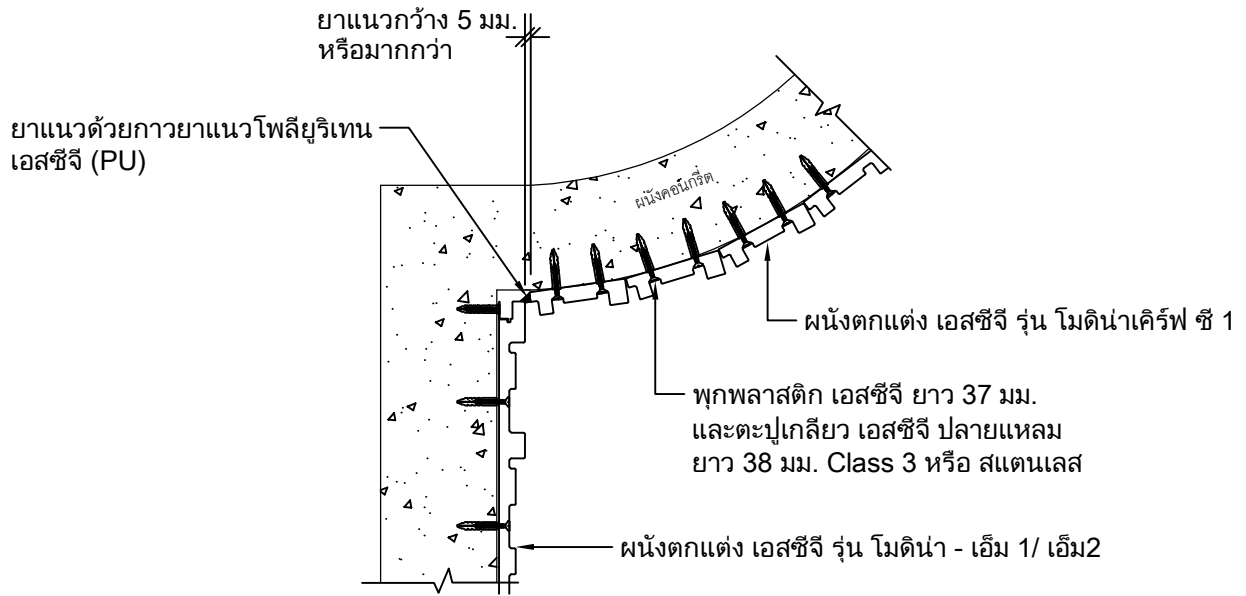 ยาแนวกว้าง 5 มม.
หรือมากกว่า
ยาแนวด้วยกาวยาแนวโพลียูริเทน
เอสซีจี (PU)
ผนังคอนกรีต
ผนังตกแต่ง เอสซีจี รุ่น โมดิน่าเคิร์ฟ ซี 1
พุกพลาสติก เอสซีจี ยาว 37 มม.
และตะปูเกลียว เอสซีจี ปลายแหลม
ยาว 38 มม. Class 3 หรือ สแตนเลส
ผนังตกแต่ง เอสซีจี รุ่น โมดิน่า - เอ็ม 1/ เอ็ม2